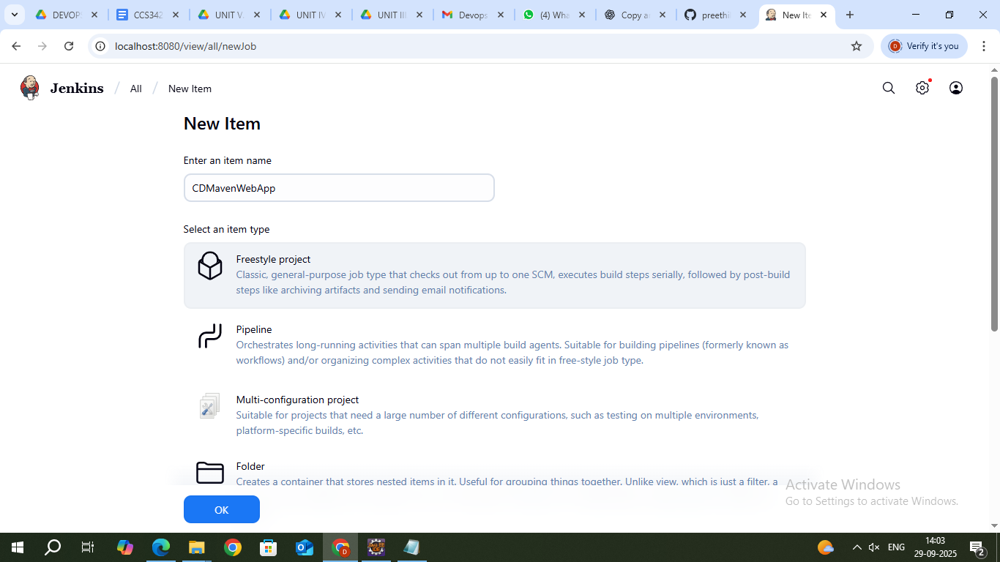 DEVOP
CCS342
UNIT V
UNIT IV
UNIT III
Devops
(4) Wha
Copy a
preethi
New Ite
localhost:8080/view/all/newJob
Verify it's you
Jenkins
All
New Item
New Item
Enter an item name
CDMavenWebApp
Select an item type
Freestyle project
Classic, general-purpose job type that checks out from up to one SCM, executes build steps serially, followed by post-build
steps like archiving artifacts and sending email notifications.
Pipeline
Orchestrates long-running activities that can span multiple build agents. Suitable for building pipelines (formerly known as
workflows) and/or organizing complex activities that do not easily fit in free-style job type.
Multi-configuration project
Suitable for projects that need a large number of different configurations, such as testing on multiple environments,
platform-specific builds, etc.
Folder
Creates a container that stores nested items in it. Useful for grouping things together. Unlike view, which is just a filter, a
Activate Windows
Go to Settings to activate Windows.
OK
ENG
14:03
29-09-2025
2